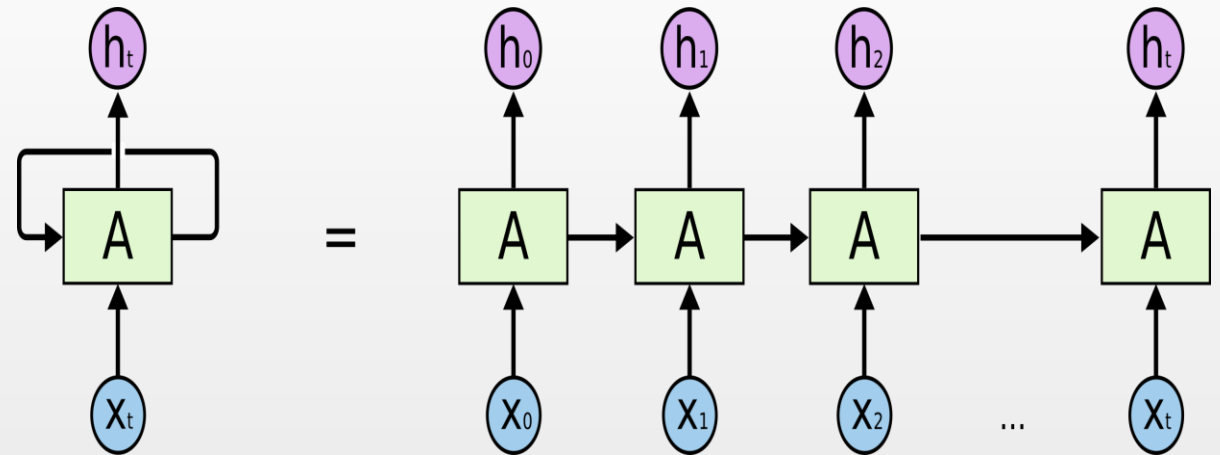 ht h0 h1 h2 ht
A = A A A A
Xt X0 X1 X2 ... Xt